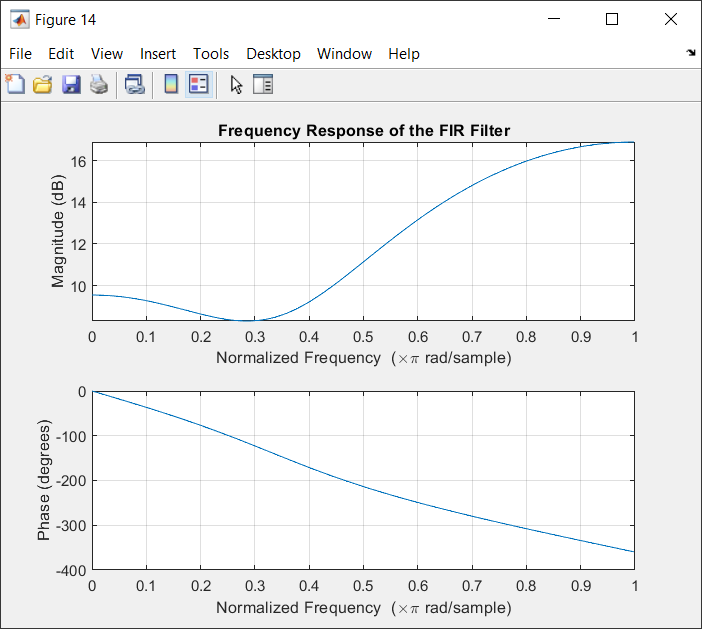 Figure 14
File Edit View Insert Tools Desktop Window Help
Frequency Response of the FIR Filter
Magnitude (dB)
16
14
12
10
0 0.1 0.2 0.3 0.4 0.5 0.6 0.7 0.8 0.9 1
Normalized Frequency (×π rad/sample)
Phase (degrees)
0
-100
-200
-300
-400
0 0.1 0.2 0.3 0.4 0.5 0.6 0.7 0.8 0.9 1
Normalized Frequency (×π rad/sample)